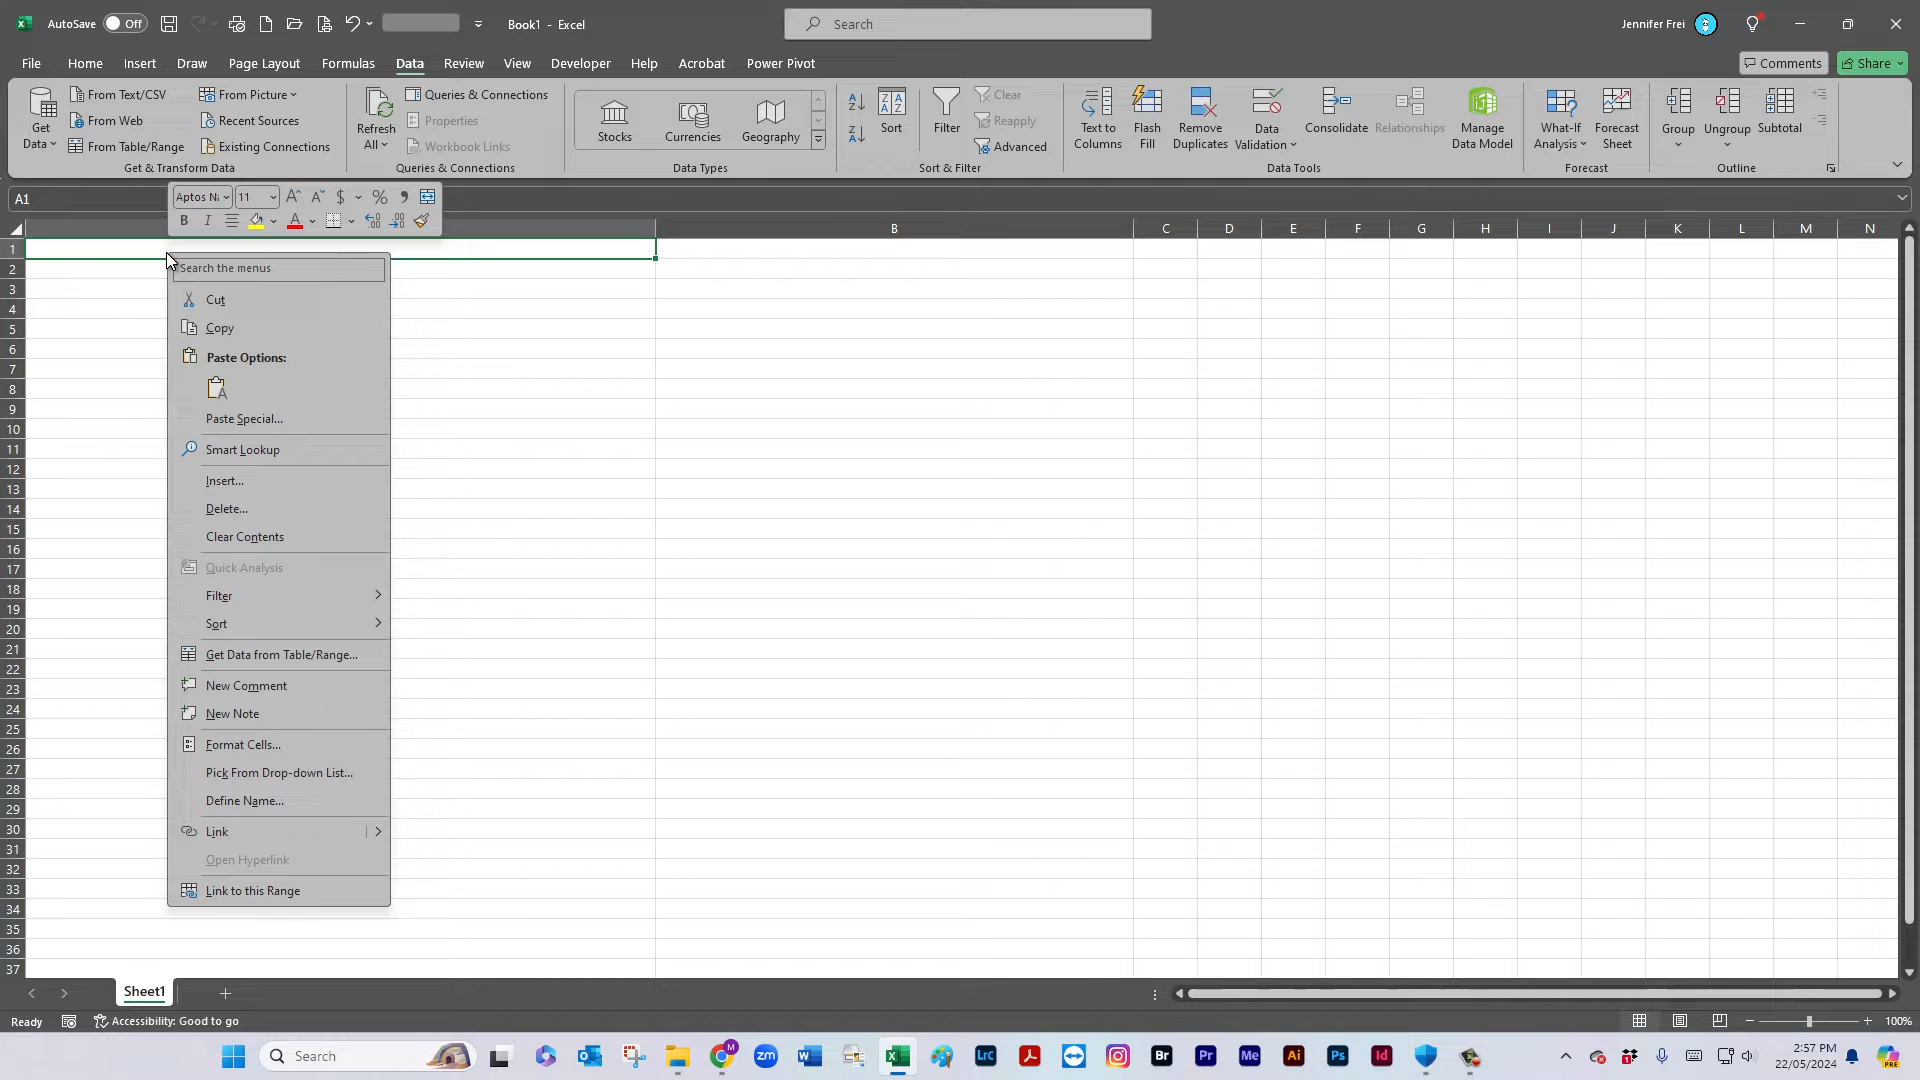 AutoSave Off Book1 - Excel Search Jennifer Frei
File Home Insert Draw Page Layout Formulas Data Review View Developer Help Acrobat Power Pivot Comments Share
Get Data
From Text/CSV
From Web
From Table/Range
From Picture
Recent Sources
Existing Connections
Get & Transform Data
Refresh All
Queries & Connections
Properties
Workbook Links
Queries & Connections
Stocks Currencies Geography
Data Types
Sort
Filter
Clear
Reapply
Advanced
Sort & Filter
Text to Columns
Flash Fill
Remove Duplicates
Data Validation
Consolidate
Relationships
Manage Data Model
Data Tools
What-If Analysis
Forecast Sheet
Forecast
Group
Ungroup
Subtotal
Outline
A1
Aptos Na 11 $ % ,
B I A
B C D E F G H I J K L M N
1
2
3
4
5
6
7
8
9
10
11
12
13
14
15
16
17
18
19
20
21
22
23
24
25
26
27
28
29
30
31
32
33
34
35
36
37
Search the menus
Cut
Copy
Paste Options:
Paste Special...
Smart Lookup
Insert...
Delete...
Clear Contents
Quick Analysis
Filter
Sort
Get Data from Table/Range...
New Comment
New Note
Format Cells...
Pick From Drop-down List...
Define Name...
Link
Open Hyperlink
Link to this Range
Sheet1
Ready Accessibility: Good to go 100%
Search zm Lrc Br Pr Me Ai Ps Id
2:57 PM
22/05/2024